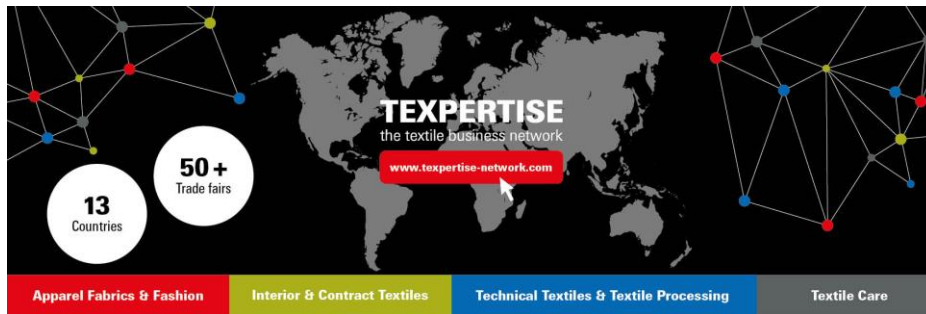 TEXPERTISE
the textile business network
www.texpertise-network.com
50 +
Trade fairs
13
Countries
Apparel Fabrics & Fashion
Interior & Contract Textiles
Technical Textiles & Textile Processing
Textile Care